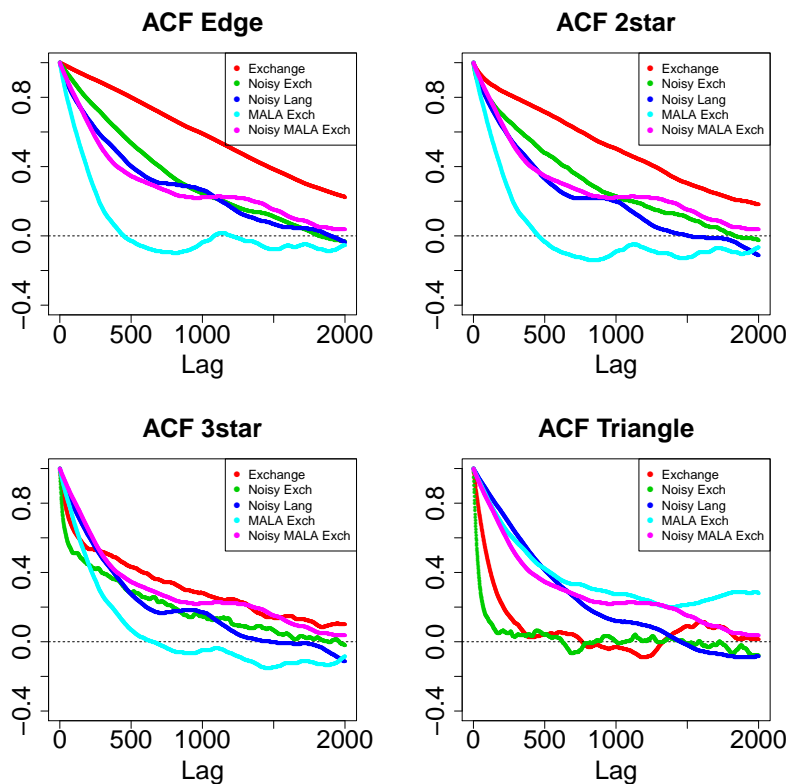 ACF Edge
Exchange
Noisy Exch
Noisy Lang
MALA Exch
Noisy MALA Exch
0.8
0.4
0.0
−0.4
0 500 1000 2000
Lag
ACF 2star
Exchange
Noisy Exch
Noisy Lang
MALA Exch
Noisy MALA Exch
0.8
0.4
0.0
−0.4
0 500 1000 2000
Lag
ACF 3star
Exchange
Noisy Exch
Noisy Lang
MALA Exch
Noisy MALA Exch
0.8
0.4
0.0
−0.4
0 500 1000 2000
Lag
ACF Triangle
Exchange
Noisy Exch
Noisy Lang
MALA Exch
Noisy MALA Exch
0.8
0.4
0.0
−0.4
0 500 1000 2000
Lag